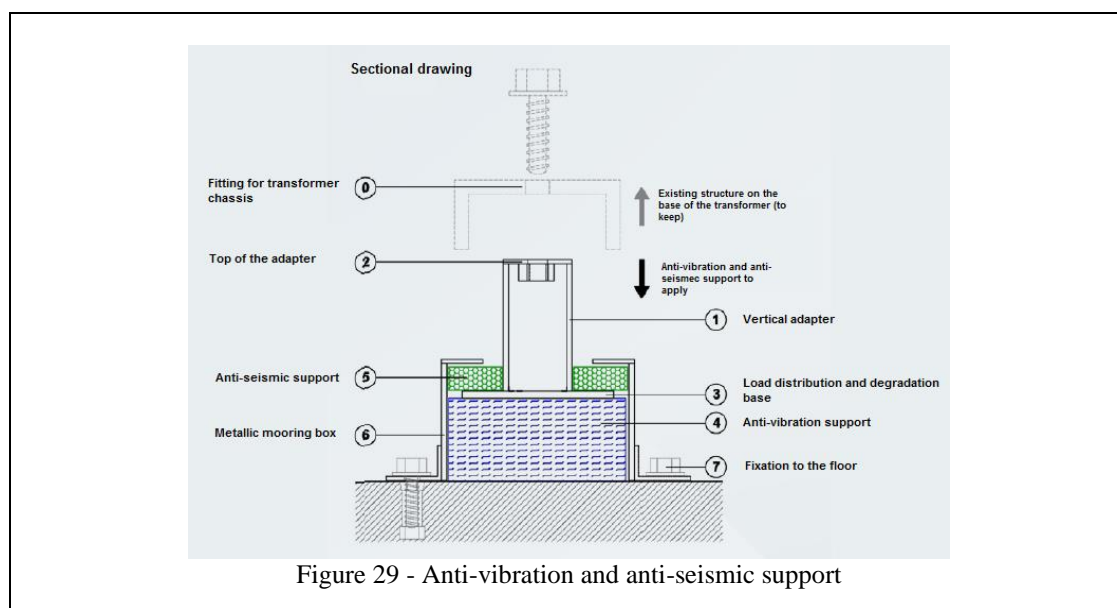 Sectional drawing
Fitting for transformer
chassis
0
Existing structure on the
base of the transformer (to
keep)
Top of the adapter
2
Anti-vibration and anti-
seismec support to
apply
1
Vertical adapter
Anti-seismic support
5
3
Load distribution and degradation
base
4
Anti-vibration support
Metallic mooring box
6
7
Fixation to the floor
Figure 29 - Anti-vibration and anti-seismic support